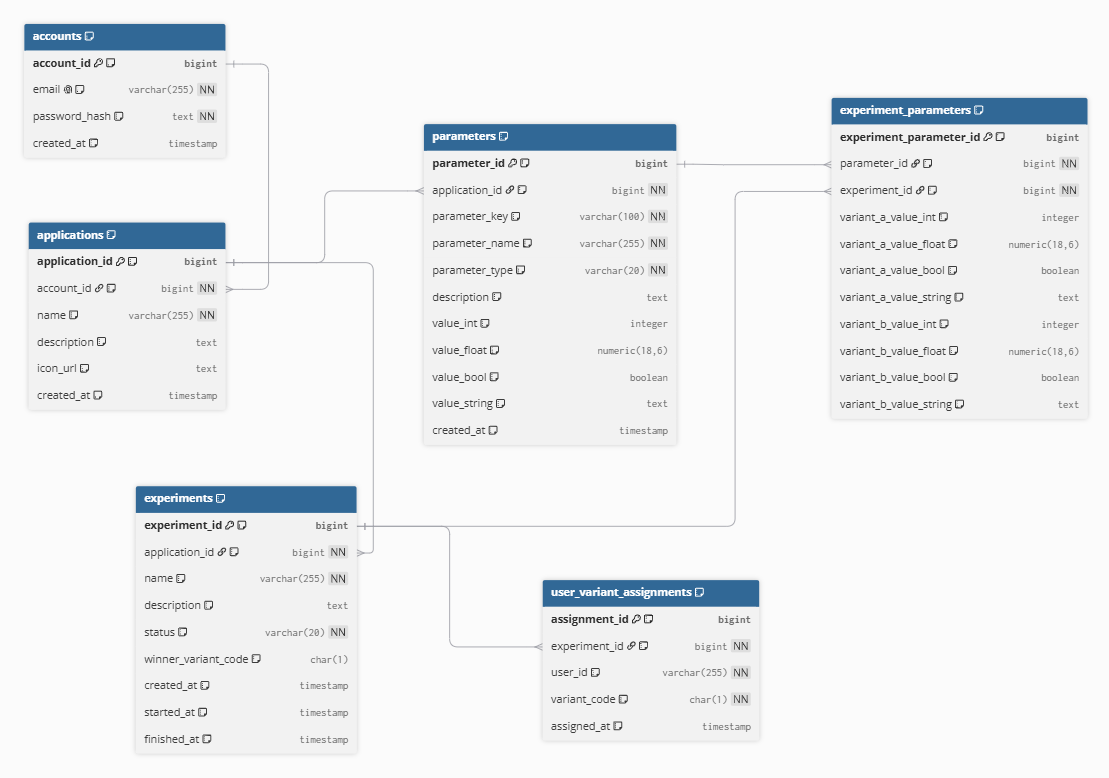 accounts
account_id bigint
email varchar(255) NN
password_hash text NN
created_at timestamp
applications
application_id bigint
account_id bigint NN
name varchar(255) NN
description text
icon_url text
created_at timestamp
parameters
parameter_id bigint
application_id bigint NN
parameter_key varchar(100) NN
parameter_name varchar(255) NN
parameter_type varchar(20) NN
description text
value_int integer
value_float numeric(18,6)
value_bool boolean
value_string text
created_at timestamp
experiment_parameters
experiment_parameter_id bigint
parameter_id bigint NN
experiment_id bigint NN
variant_a_value_int integer
variant_a_value_float numeric(18,6)
variant_a_value_bool boolean
variant_a_value_string text
variant_b_value_int integer
variant_b_value_float numeric(18,6)
variant_b_value_bool boolean
variant_b_value_string text
experiments
experiment_id bigint
application_id bigint NN
name varchar(255) NN
description text
status varchar(20) NN
winner_variant_code char(1)
created_at timestamp
started_at timestamp
finished_at timestamp
user_variant_assignments
assignment_id bigint
experiment_id bigint NN
user_id varchar(255) NN
variant_code char(1) NN
assigned_at timestamp